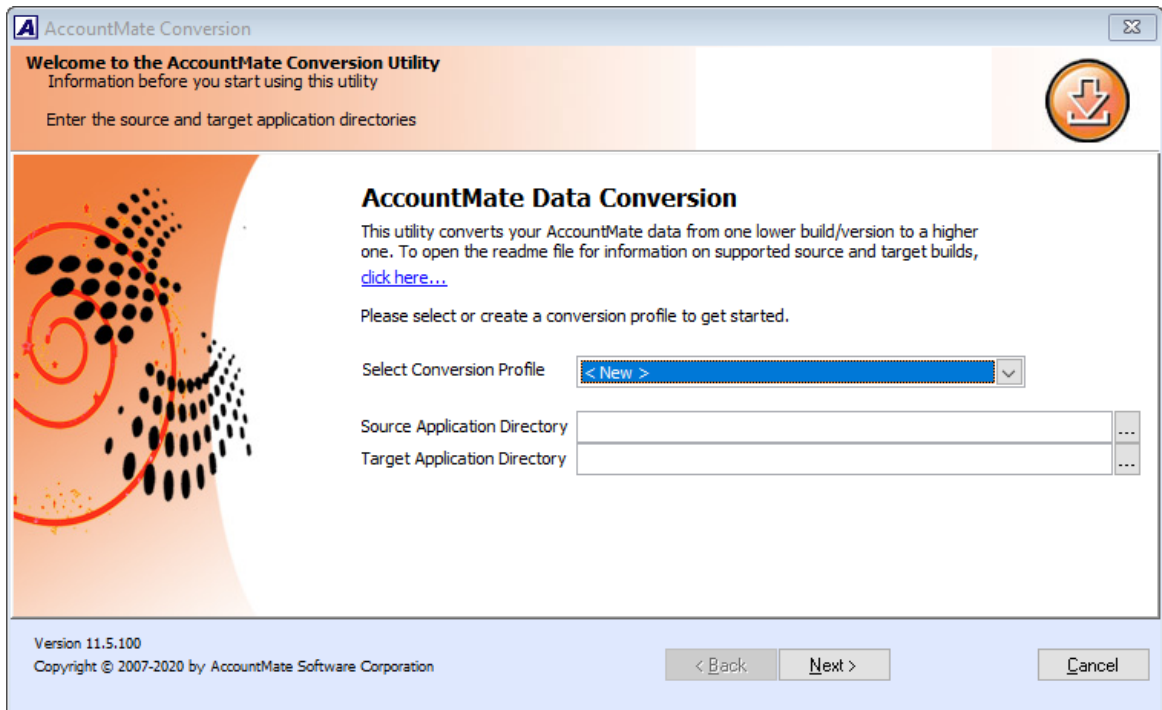 AccountMate Conversion
Welcome to the AccountMate Conversion Utility
Information before you start using this utility
Enter the source and target application directories
AccountMate Data Conversion
This utility converts your AccountMate data from one lower build/version to a higher
one. To open the readme file for information on supported source and target builds,
click here...
Please select or create a conversion profile to get started.
Select Conversion Profile
< New >
Source Application Directory
...
Target Application Directory
...
Version 11.5.100
Copyright © 2007-2020 by AccountMate Software Corporation
< Back
Next >
Cancel